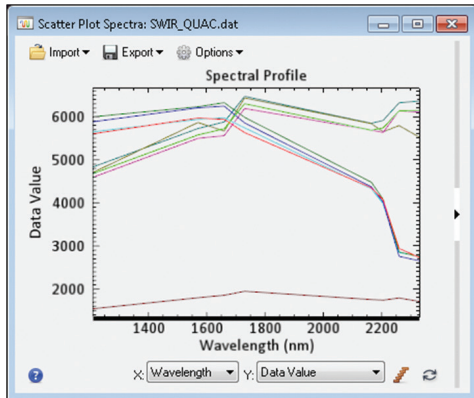 Scatter Plot Spectra: SWIR_QUAC.dat
Import Export Options
Spectral Profile
6000
5000
4000
3000
2000
Data Value
1400 1600 1800 2000 2200
Wavelength (nm)
X: Wavelength Y: Data Value